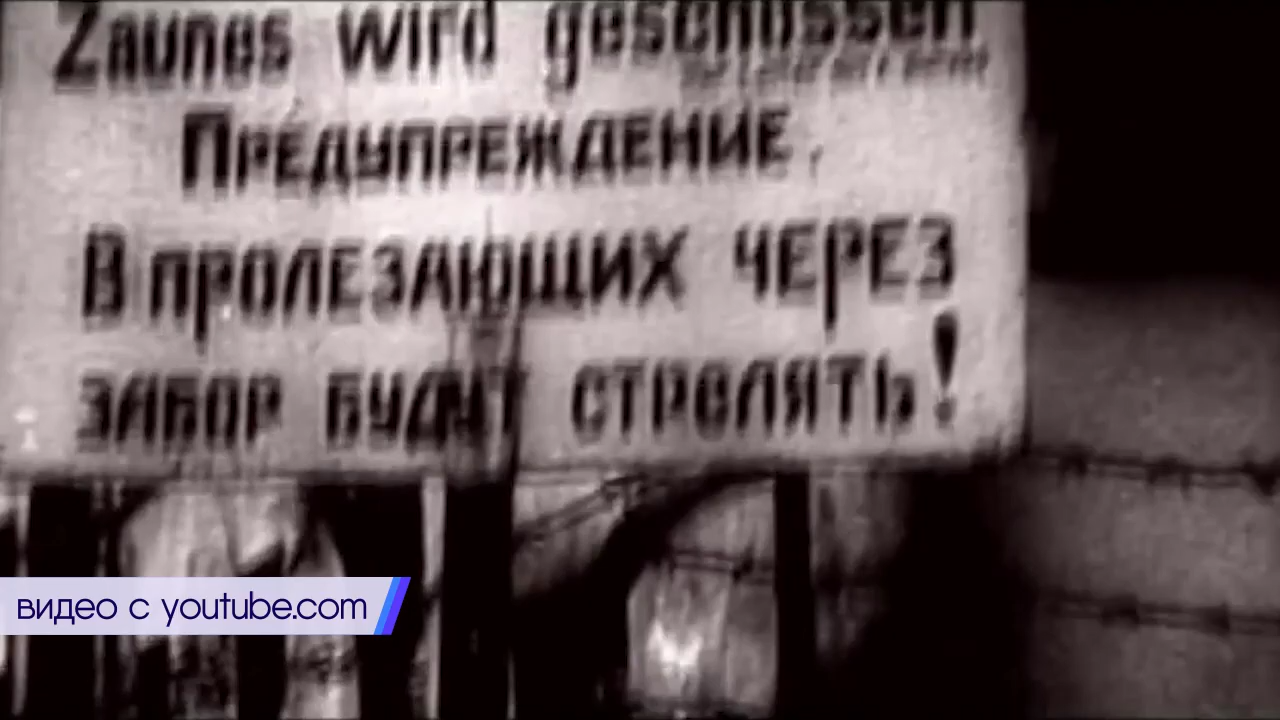 Zaunes wird geschossen
Предупреждение.
В пролезающих через
забор будут стрелять!
видео с youtube.com